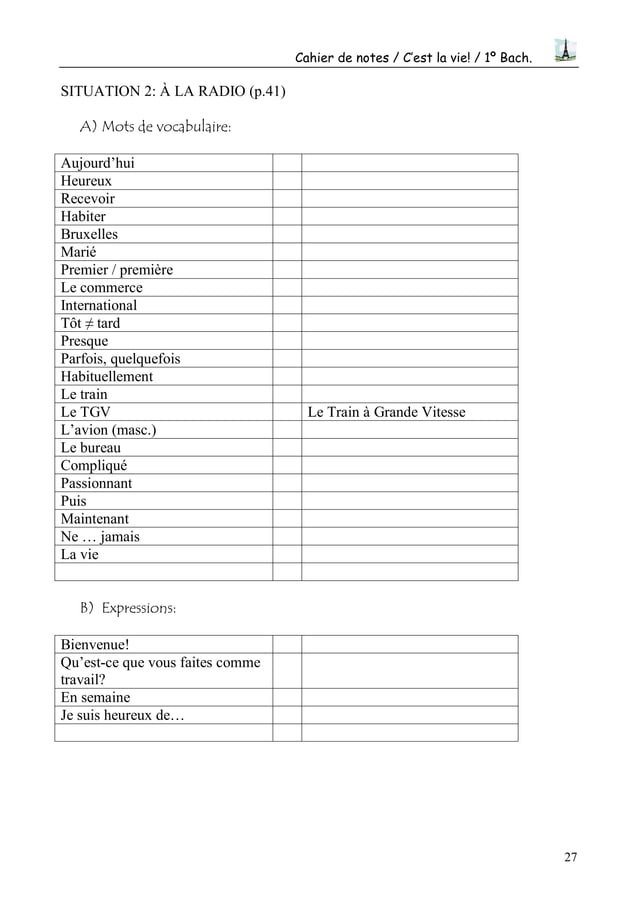 Cahier de notes / C’est la vie! / 1º Bach.
SITUATION 2: À LA RADIO (p.41)
A) Mots de vocabulaire:
Aujourd’hui
Heureux
Recevoir
Habiter
Bruxelles
Marié
Premier / première
Le commerce
International
Tôt ≠ tard
Presque
Parfois, quelquefois
Habituellement
Le train
Le TGV Le Train à Grande Vitesse
L’avion (masc.)
Le bureau
Compliqué
Passionnant
Puis
Maintenant
Ne … jamais
La vie
B) Expressions:
Bienvenue!
Qu’est-ce que vous faites comme
travail?
En semaine
Je suis heureux de…
27